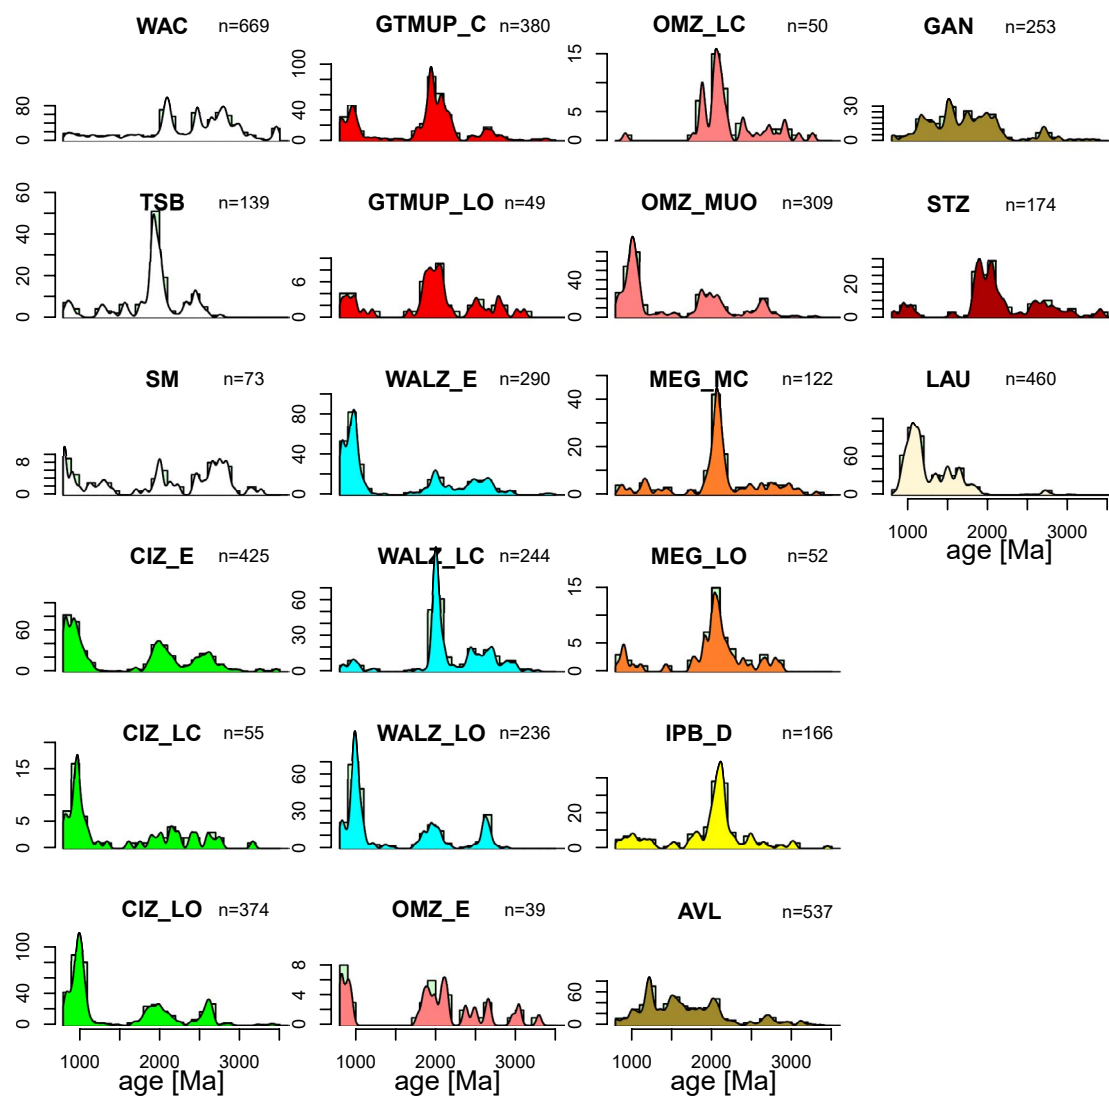 WAC n=669
80
40
0
GTMUP_C n=380
100
40
0
OMZ_LC n=50
15
5
0
GAN n=253
30
0
TSB n=139
60
40
20
0
GTMUP_LO n=49
6
0
OMZ_MUO n=309
40
0
STZ n=174
20
0
SM n=73
8
0
WALZ_E n=290
80
40
0
MEG_MC n=122
40
20
0
LAU n=460
60
0
1000 2000 3000
age [Ma]
CIZ_E n=425
60
0
WALZ_LC n=244
60
30
0
MEG_LO n=52
15
5
0
CIZ_LC n=55
15
5
0
WALZ_LO n=236
60
30
0
IPB_D n=166
20
0
CIZ_LO n=374
100
40
0
1000 2000 3000
age [Ma]
OMZ_E n=39
8
4
0
1000 2000 3000
age [Ma]
AVL n=537
60
0
1000 2000 3000
age [Ma]